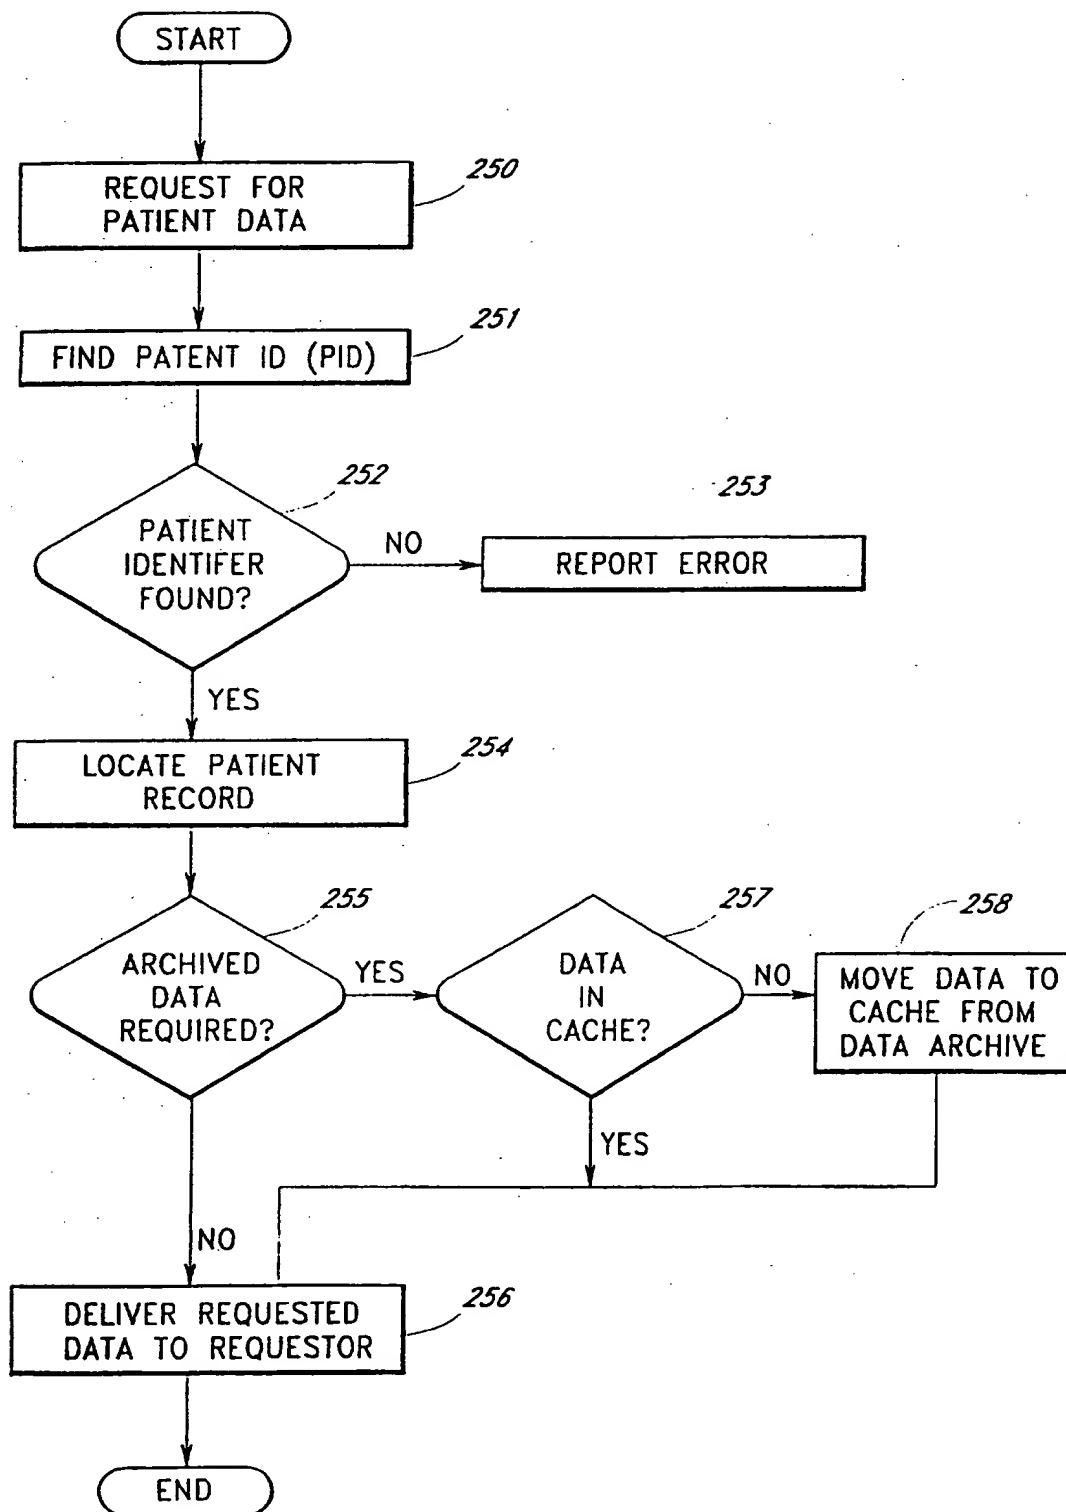 START
250
REQUEST FOR
PATIENT DATA
251
FIND PATENT ID (PID)
252
PATIENT
IDENTIFER
FOUND?
NO
253
REPORT ERROR
YES
254
LOCATE PATIENT
RECORD
255
ARCHIVED
DATA
REQUIRED?
YES
257
DATA
IN
CACHE?
NO
258
MOVE DATA TO
CACHE FROM
DATA ARCHIVE
YES
NO
256
DELIVER REQUESTED
DATA TO REQUESTOR
END